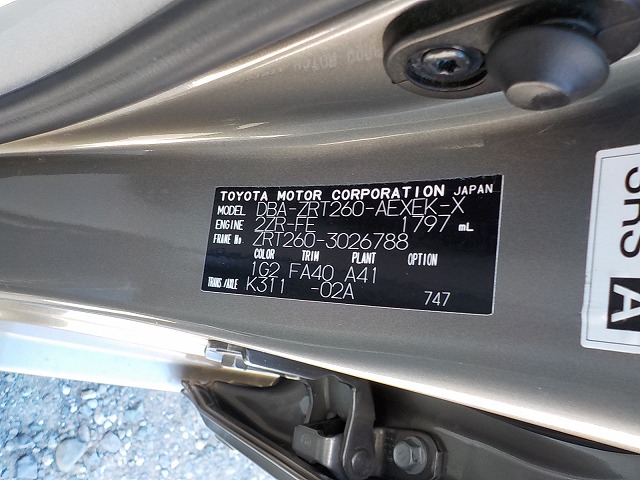 TOYOTA MOTOR CORPORATION JAPAN
MODEL DBA-ZRT260-AEXEK-X
ENGINE 2ZR-FE 1797 mL
FRAME No ZRT260-3026788
COLOR TRIM PLANT OPTION
1G2 FA40 A41
TRANS/AXLE K311 -02A
747
SRS A